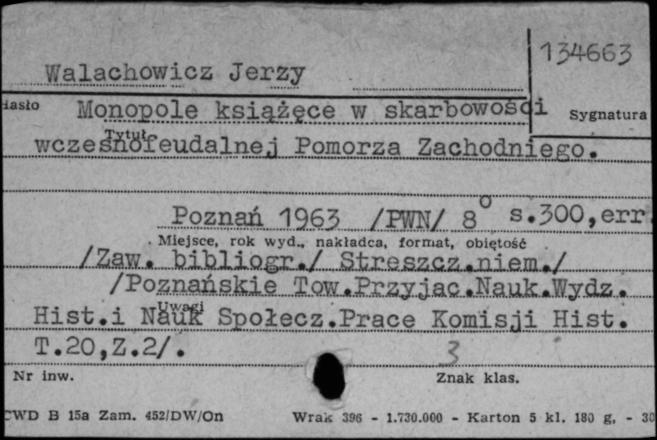 134663
Walachowicz Jerzy
Hasło Monopole książęce w skarbowości Sygnatura
Tytuł
wczesnofeudalnej Pomorza Zachodniego.
Poznań 1963 /PWN/ 8° s.300,err.
Miejsce, rok wyd., nakładca, format, objętość
/Zaw. bibliogr./ Streszcz.niem./
/Poznańskie Tow.Przyjac.Nauk.Wydz.
Uwagi
Hist.i Nauk Społecz.Prace Komisji Hist.
T.20,Z.2/. 3
Nr inw. Znak klas.
CWD B 15a Zam. 452/DW/On Wrak 396 - 1.730.000 - Karton 5 kl. 180 g, - 30